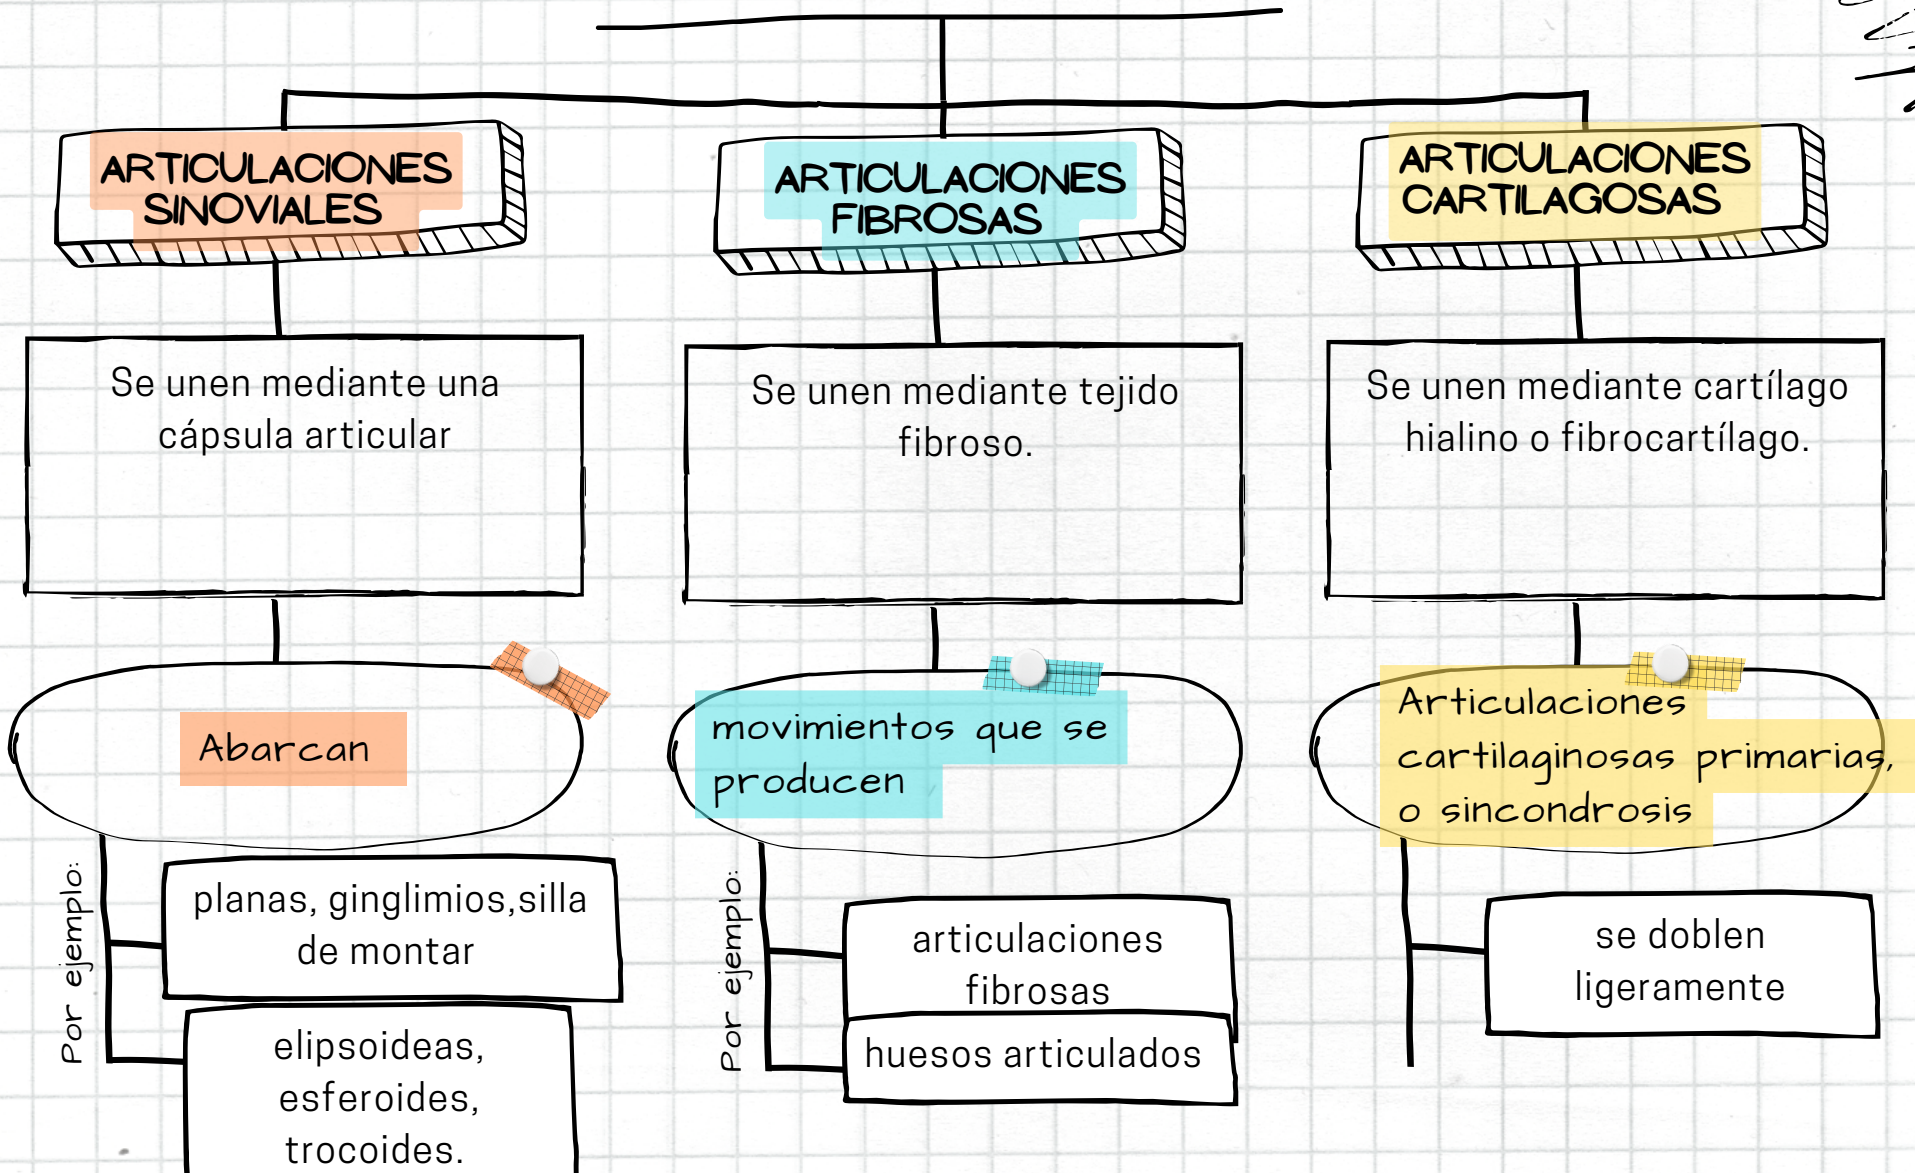 ARTICULACIONES
SINOVIALES
ARTICULACIONES
FIBROSAS
ARTICULACIONES
CARTILAGOSAS
Se unen mediante una
cápsula articular
Se unen mediante tejido
fibroso.
Se unen mediante cartílago
hialino o fibrocartílago.
Abarcan
movimientos que se
producen
Articulaciones
cartilaginosas primarias,
o sincondrosis
Por ejemplo:
planas, ginglimios,silla
de montar
elipsoideas,
esferoides,
trocoides.
Por ejemplo:
articulaciones
fibrosas
huesos articulados
se doblen
ligeramente